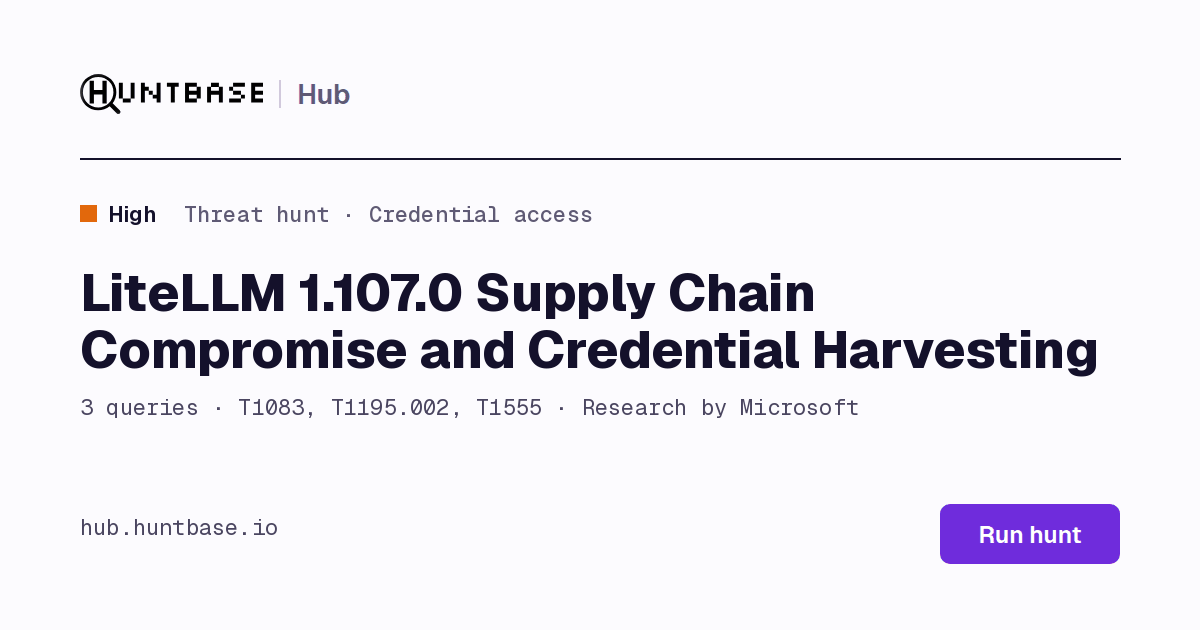 HUNTBASE Hub
High Threat hunt · Credential access
LiteLLM 1.107.0 Supply Chain
Compromise and Credential Harvesting
3 queries · T1083, T1195.002, T1555 · Research by Microsoft
hub.huntbase.io
Run hunt